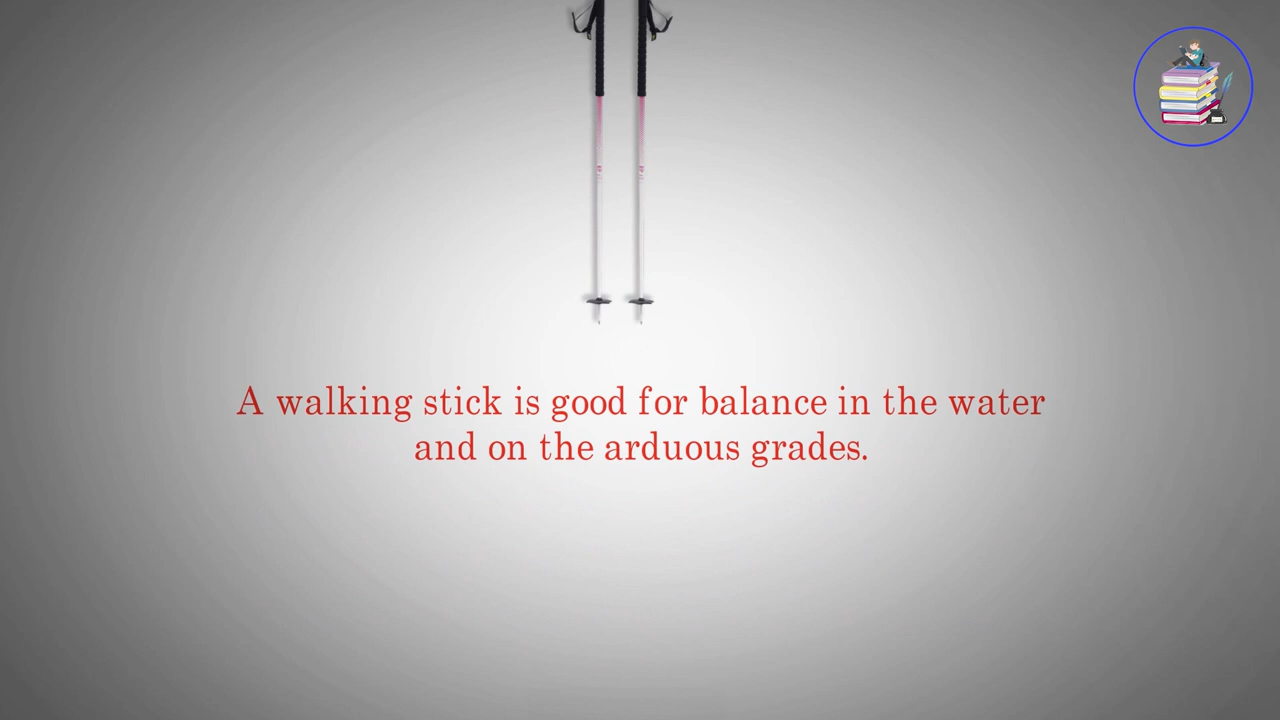 A walking stick is good for balance in the water
and on the arduous grades.